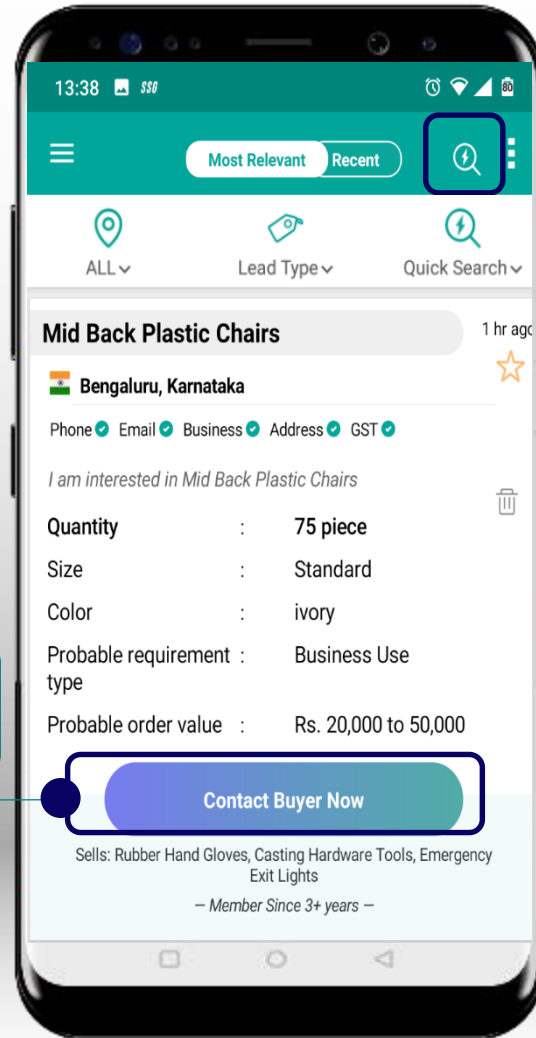 13:38 SSG 80
Most Relevant Recent
ALL Lead Type Quick Search
Mid Back Plastic Chairs 1 hr ago
Bengaluru, Karnataka
Phone Email Business Address GST
I am interested in Mid Back Plastic Chairs
Quantity : 75 piece
Size : Standard
Color : ivory
Probable requirement : Business Use
type
Probable order value : Rs. 20,000 to 50,000
Contact Buyer Now
Sells: Rubber Hand Gloves, Casting Hardware Tools, Emergency
Exit Lights
— Member Since 3+ years —